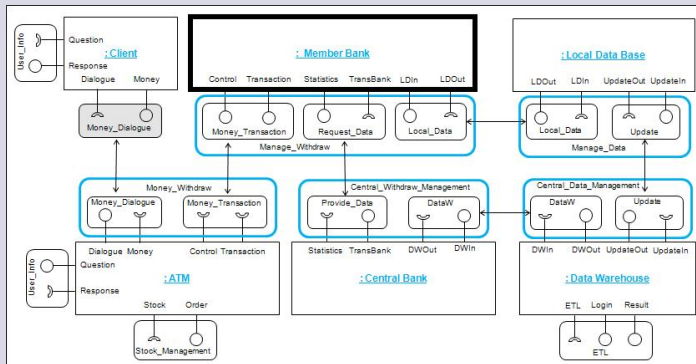 User_Info
Question
Response
: Client
Dialogue Money
Money_Dialogue
: Member Bank
Control Transaction Statistics TransBank LDIn LDOut
Money_Transaction Request_Data Local_Data
Manage_Withdraw
: Local Data Base
LDOut LDIn UpdateOut UpdateIn
Local_Data Update
Manage_Data
Money_Withdraw
Money_Dialogue Money_Transaction
Dialogue Money Control Transaction
User_Info
Question
Response
: ATM
Stock Order
Stock_Management
Central_Withdraw_Management
Provide_Data DataW
Statistics TransBank DWOut DWIn
: Central Bank
Central_Data_Management
DataW Update
DWIn DWOut UpdateOut UpdateIn
: Data Warehouse
ETL Login Result
ETL